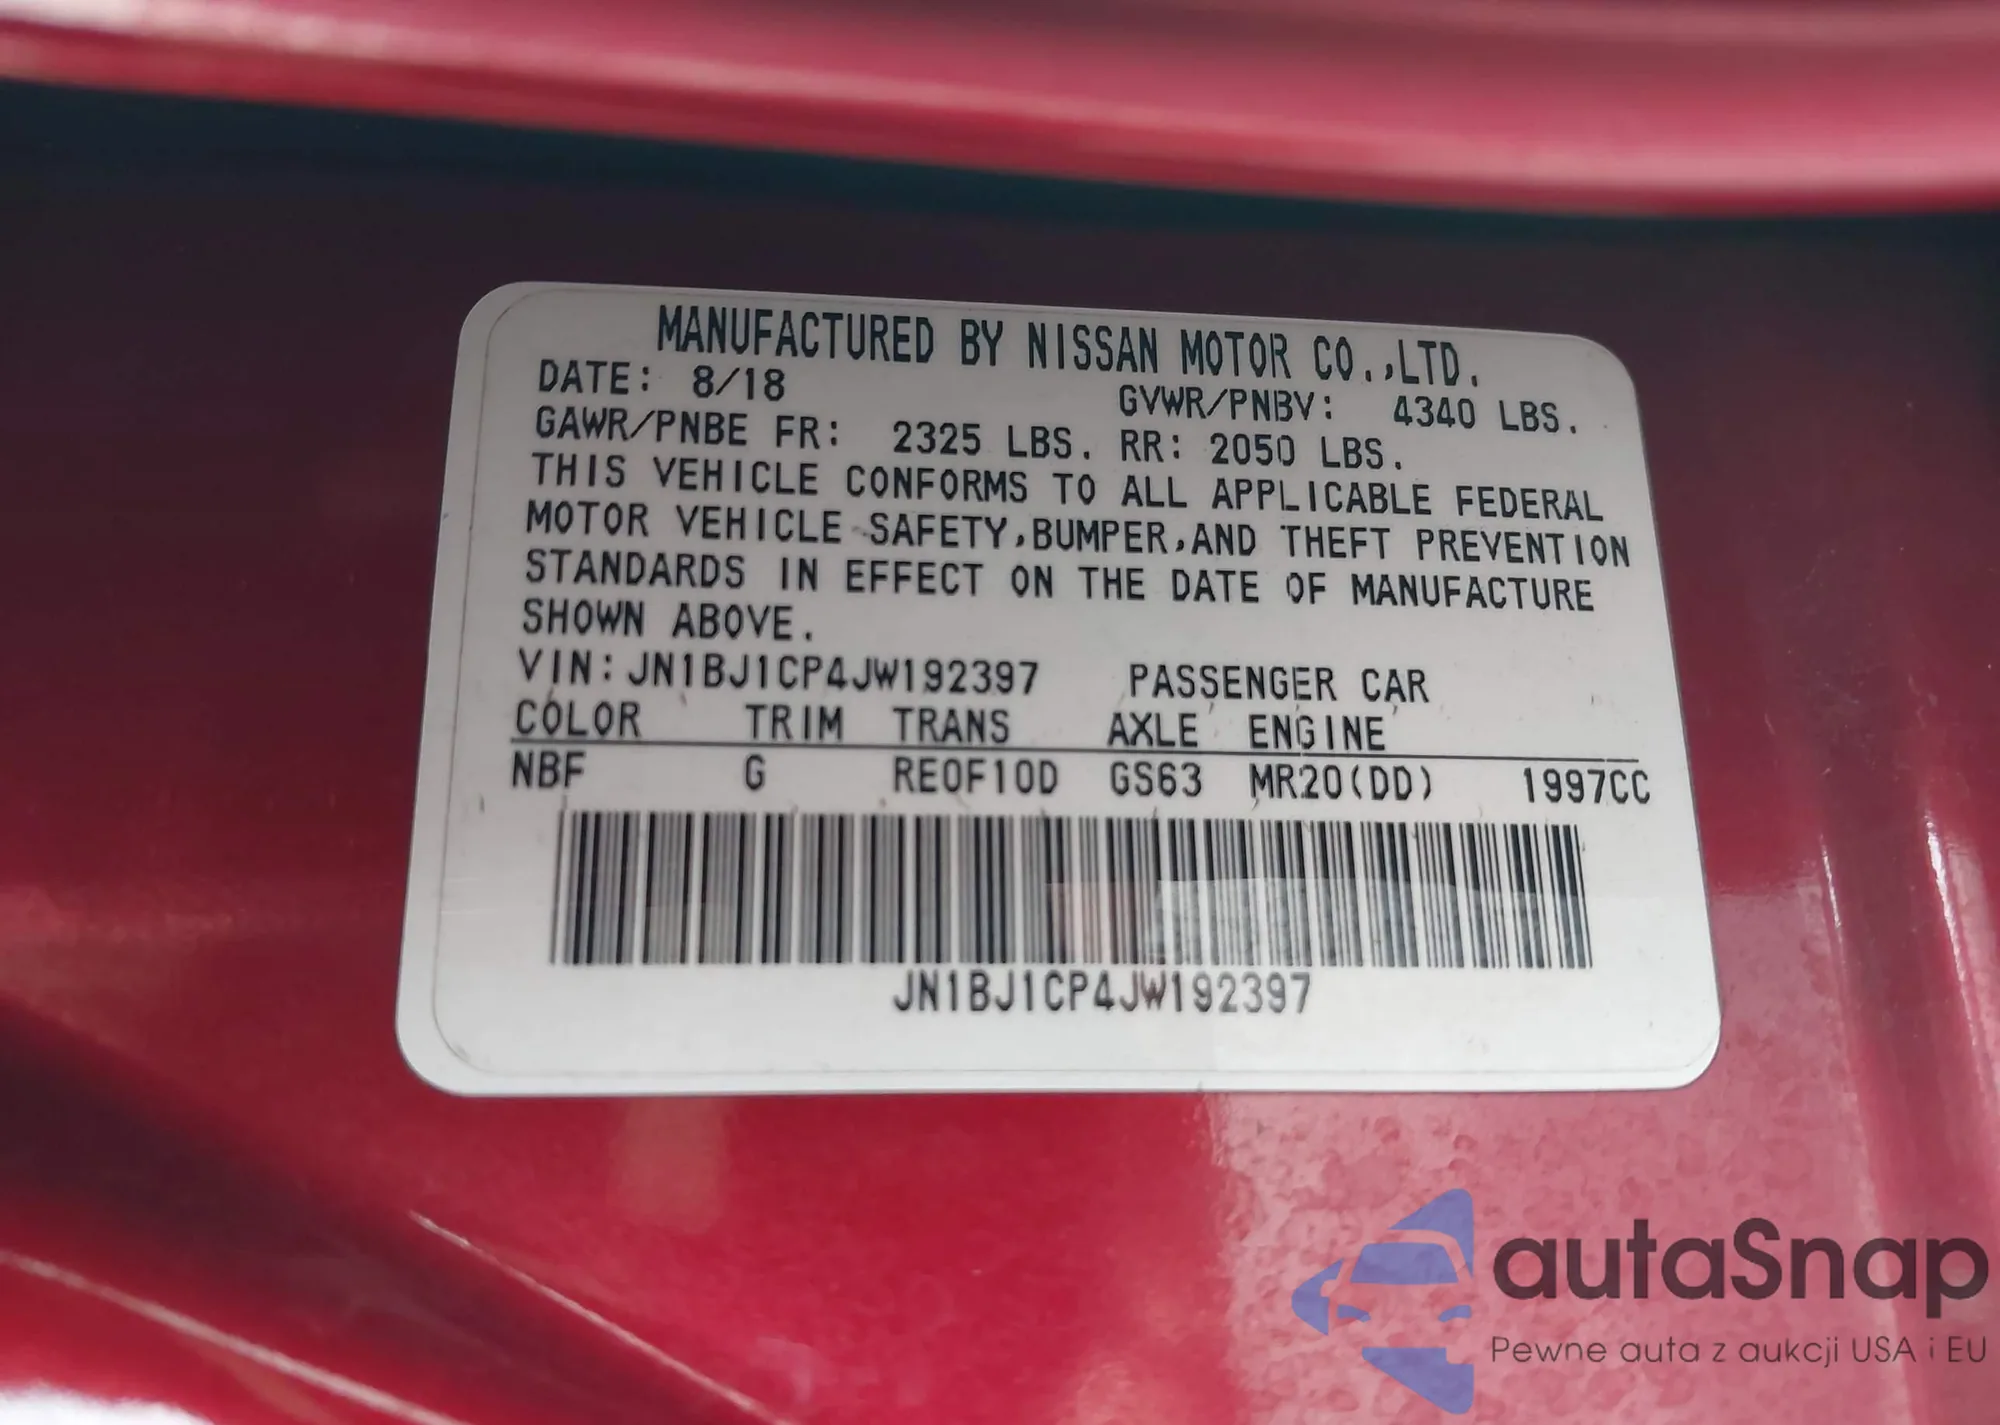 MANUFACTURED BY NISSAN MOTOR CO.,LTD.
DATE: 8/18 GVWR/PNBV: 4340 LBS.
GAWR/PNBE FR: 2325 LBS. RR: 2050 LBS.
THIS VEHICLE CONFORMS TO ALL APPLICABLE FEDERAL
MOTOR VEHICLE SAFETY,BUMPER,AND THEFT PREVENTION
STANDARDS IN EFFECT ON THE DATE OF MANUFACTURE
SHOWN ABOVE.
VIN:JN1BJ1CP4JW192397 PASSENGER CAR
COLOR TRIM TRANS AXLE ENGINE
NBF G RE0F10D GS63 MR20(DD) 1997CC
JN1BJ1CP4JW192397
autaSnap
Pewne auta z aukcji USA i EU